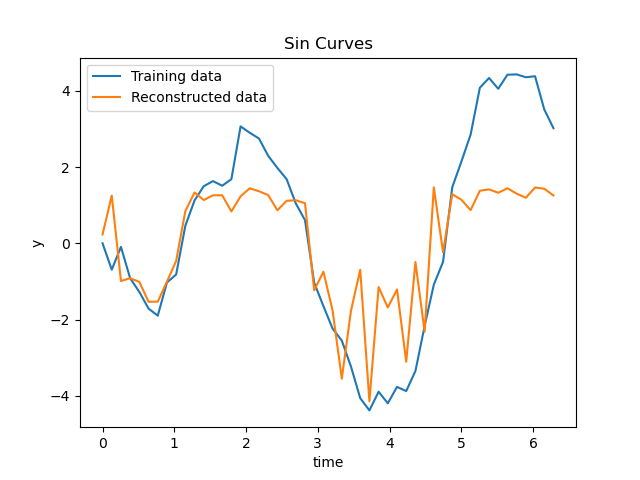 Sin Curves
Training data
Reconstructed data
4
2
0
−2
−4
y
0 1 2 3 4 5 6
time